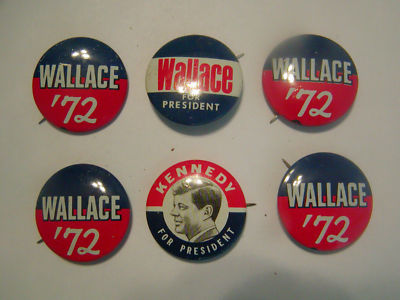 WALLACE
'72
Wallace
FOR
PRESIDENT
WALLACE
'72
WALLACE
'72
KENNEDY
FOR PRESIDENT
WALLACE
'72